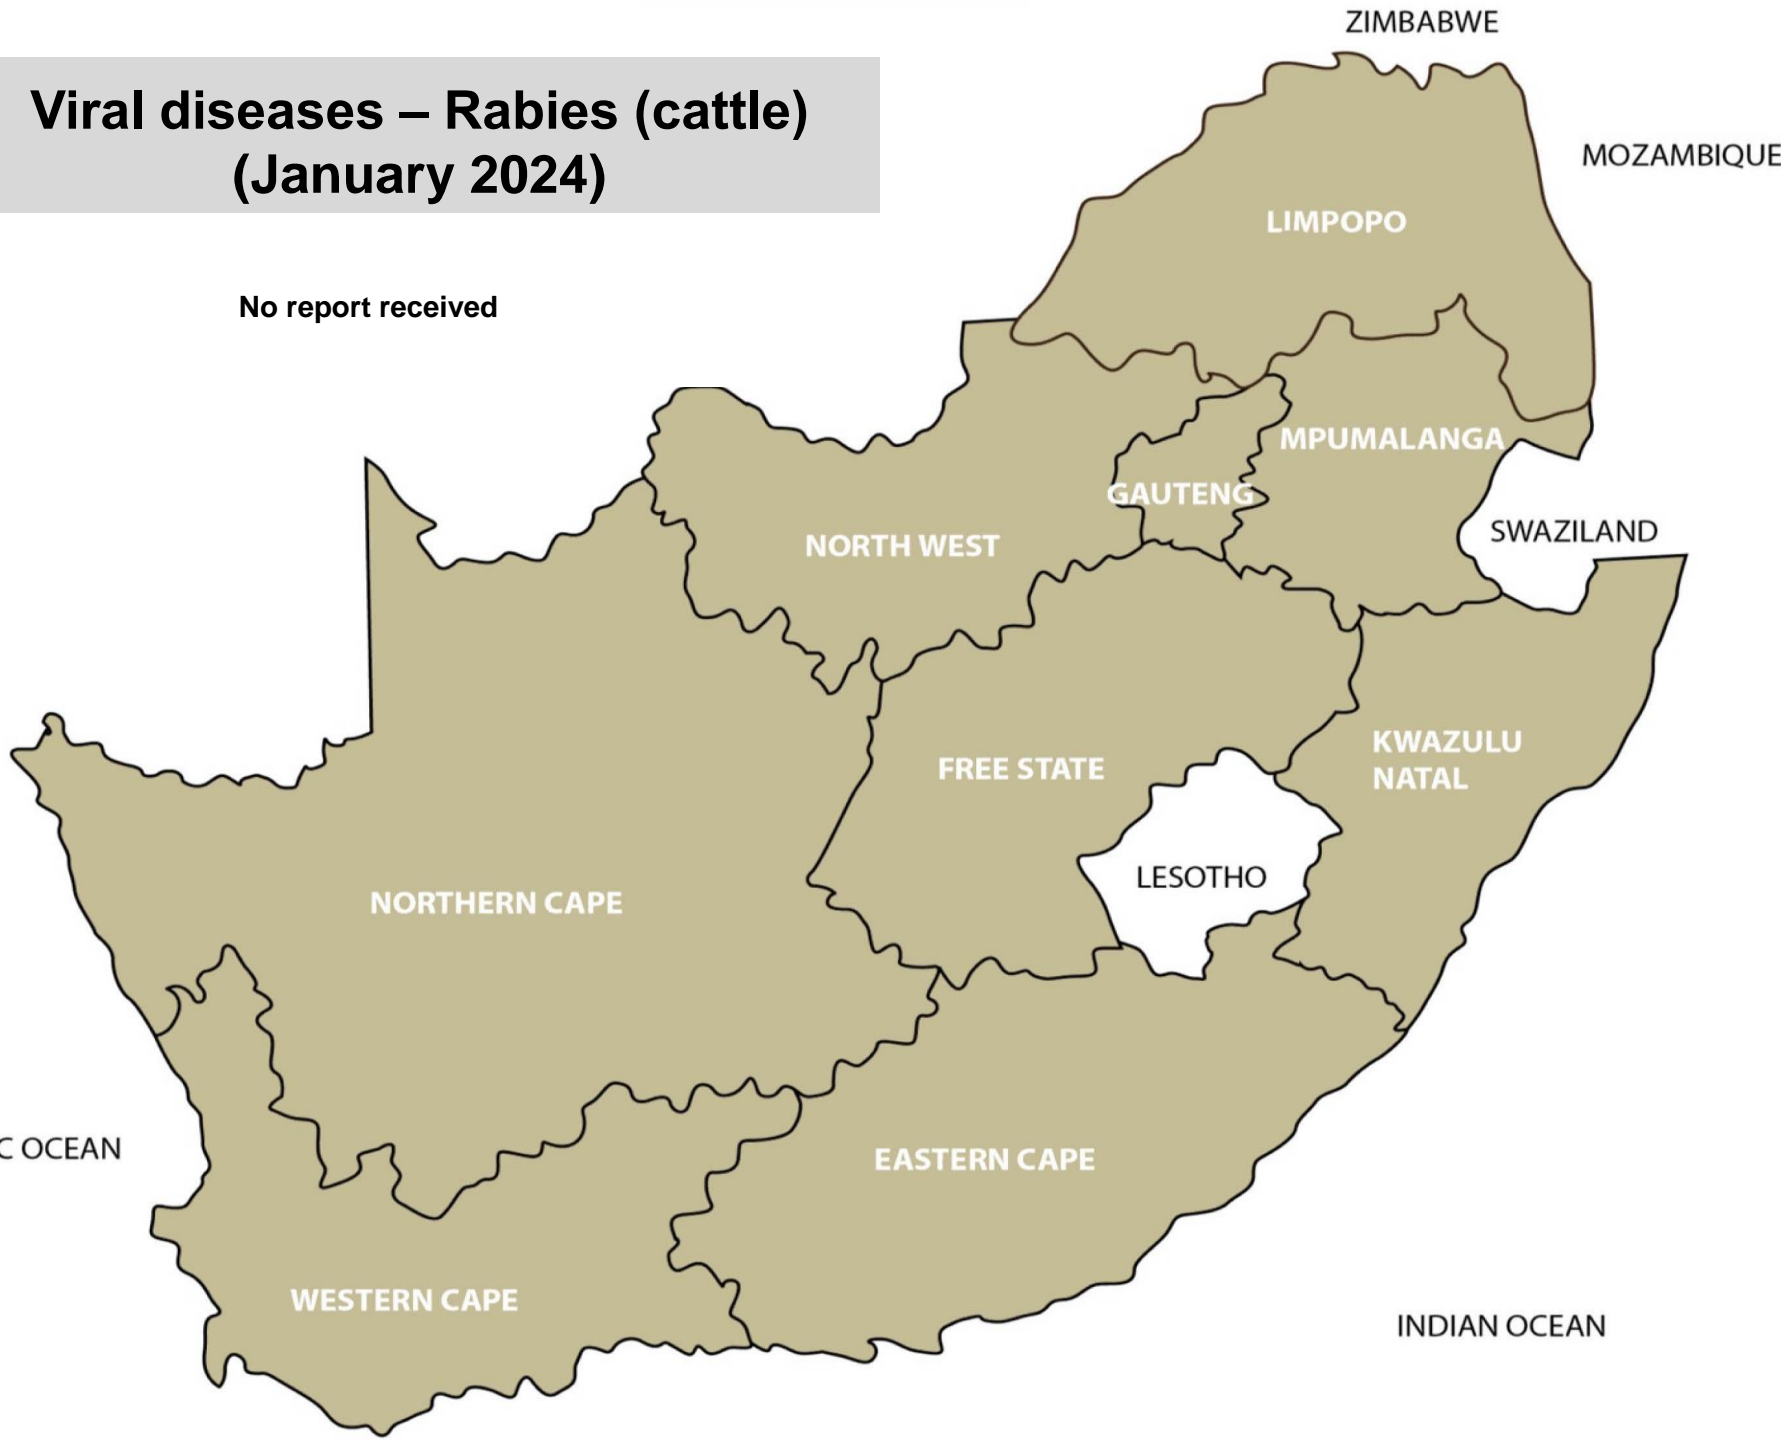 ZIMBABWE
Viral diseases – Rabies (cattle)
(January 2024)
MOZAMBIQUE
LIMPOPO
No report received
MPUMALANGA
GAUTENG
SWAZILAND
NORTH WEST
KWAZULU
NATAL
FREE STATE
LESOTHO
NORTHERN CAPE
C OCEAN
EASTERN CAPE
WESTERN CAPE
INDIAN OCEAN